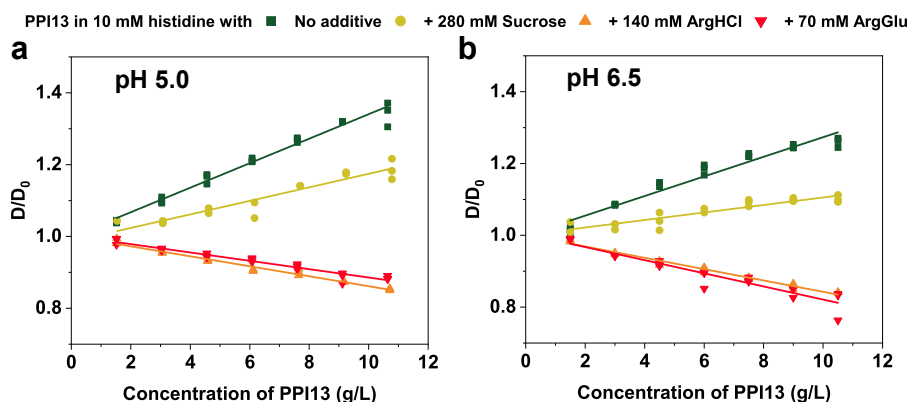 PPI13 in 10 mM histidine with No additive + 280 mM Sucrose + 140 mM ArgHCl + 70 mM ArgGlu
a
pH 5.0
D/D0
1.4
1.2
1.0
0.8
0 2 4 6 8 10 12
Concentration of PPI13 (g/L)
b
pH 6.5
D/D0
1.4
1.2
1.0
0.8
0 2 4 6 8 10 12
Concentration of PPI13 (g/L)